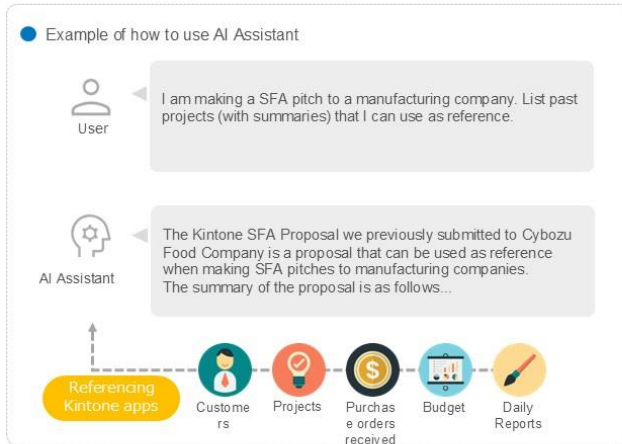 Example of how to use AI Assistant
I am making a SFA pitch to a manufacturing company. List past
projects (with summaries) that I can use as reference.
User
The Kintone SFA Proposal we previously submitted to Cybozu
Food Company is a proposal that can be used as reference
when making SFA pitches to manufacturing companies.
The summary of the proposal is as follows...
AI Assistant
Referencing
Kintone apps
Custome
rs
Projects
Purchas
e orders
received
Budget
Daily
Reports